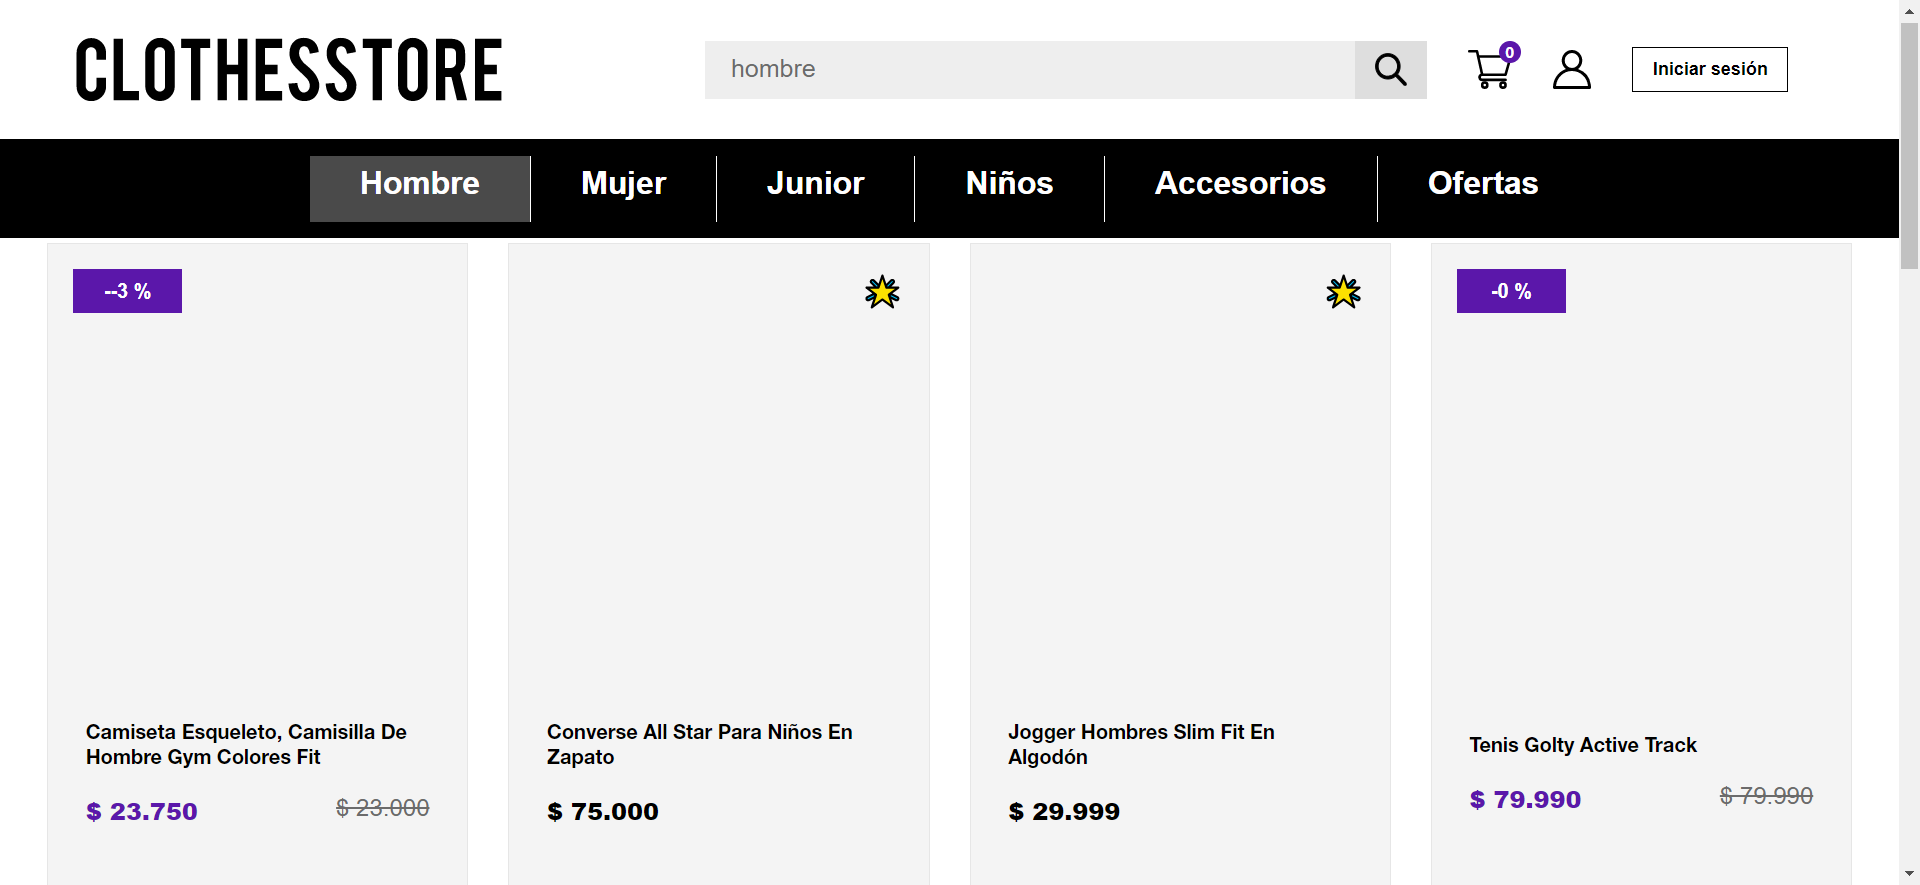 CLOTHESSTORE
hombre
0
Iniciar sesión
Hombre
Mujer
Junior
Niños
Accesorios
Ofertas
--3 %
-0 %
Camiseta Esqueleto, Camisilla De
Hombre Gym Colores Fit
$ 23.750
$ 23.000
Converse All Star Para Niños En
Zapato
$ 75.000
Jogger Hombres Slim Fit En
Algodón
$ 29.999
Tenis Golty Active Track
$ 79.990
$ 79.990